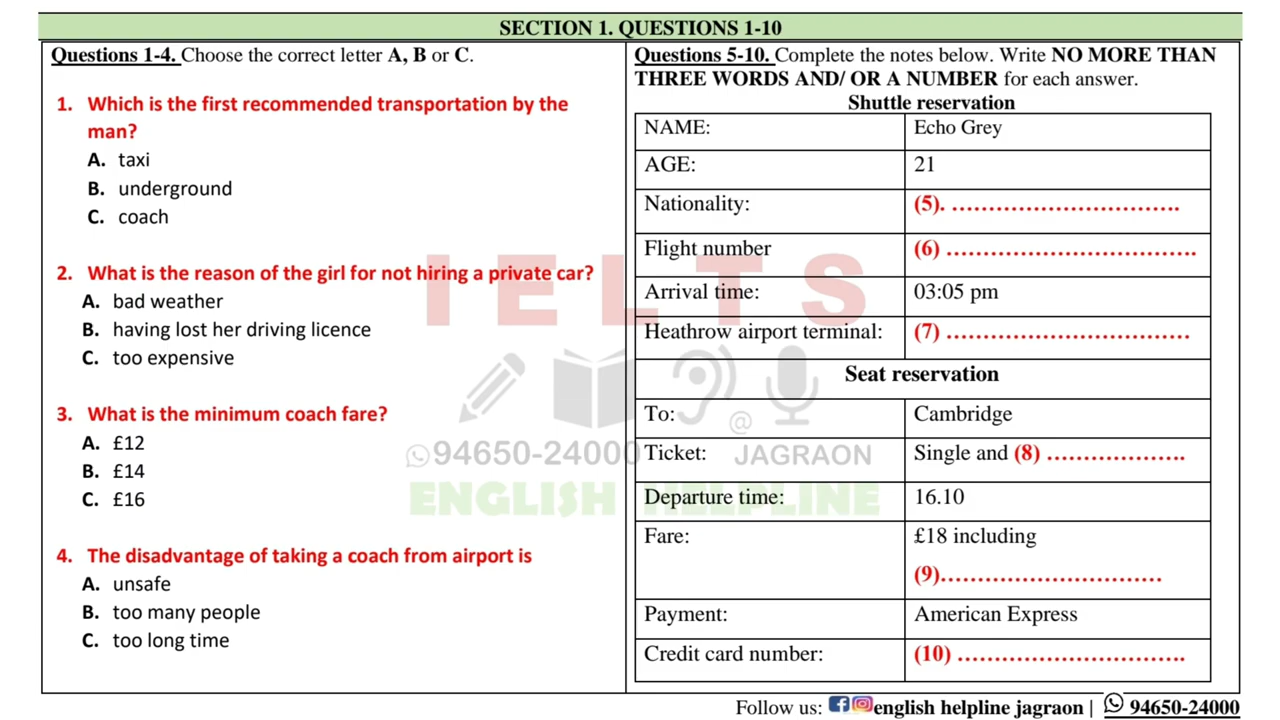 SECTION 1. QUESTIONS 1-10
Questions 1-4. Choose the correct letter A, B or C.
1. Which is the first recommended transportation by the
man?
A. taxi
B. underground
C. coach
2. What is the reason of the girl for not hiring a private car?
A. bad weather
B. having lost her driving licence
C. too expensive
3. What is the minimum coach fare?
A. £12
B. £14
C. £16
4. The disadvantage of taking a coach from airport is
A. unsafe
B. too many people
C. too long time
Questions 5-10. Complete the notes below. Write NO MORE THAN
THREE WORDS AND/ OR A NUMBER for each answer.
Shuttle reservation
NAME: Echo Grey
AGE: 21
Nationality: (5). ................................
Flight number (6) ..................................
Arrival time: 03:05 pm
Heathrow airport terminal: (7) .................................
Seat reservation
To: Cambridge
Ticket: Single and (8) ...................
Departure time: 16.10
Fare: £18 including
(9)..............................
Payment: American Express
Credit card number: (10) ...............................
IELTS
@
94650-24000 JAGRAON
ENGLISH HELPLINE
Follow us: english helpline jagraon | 94650-24000